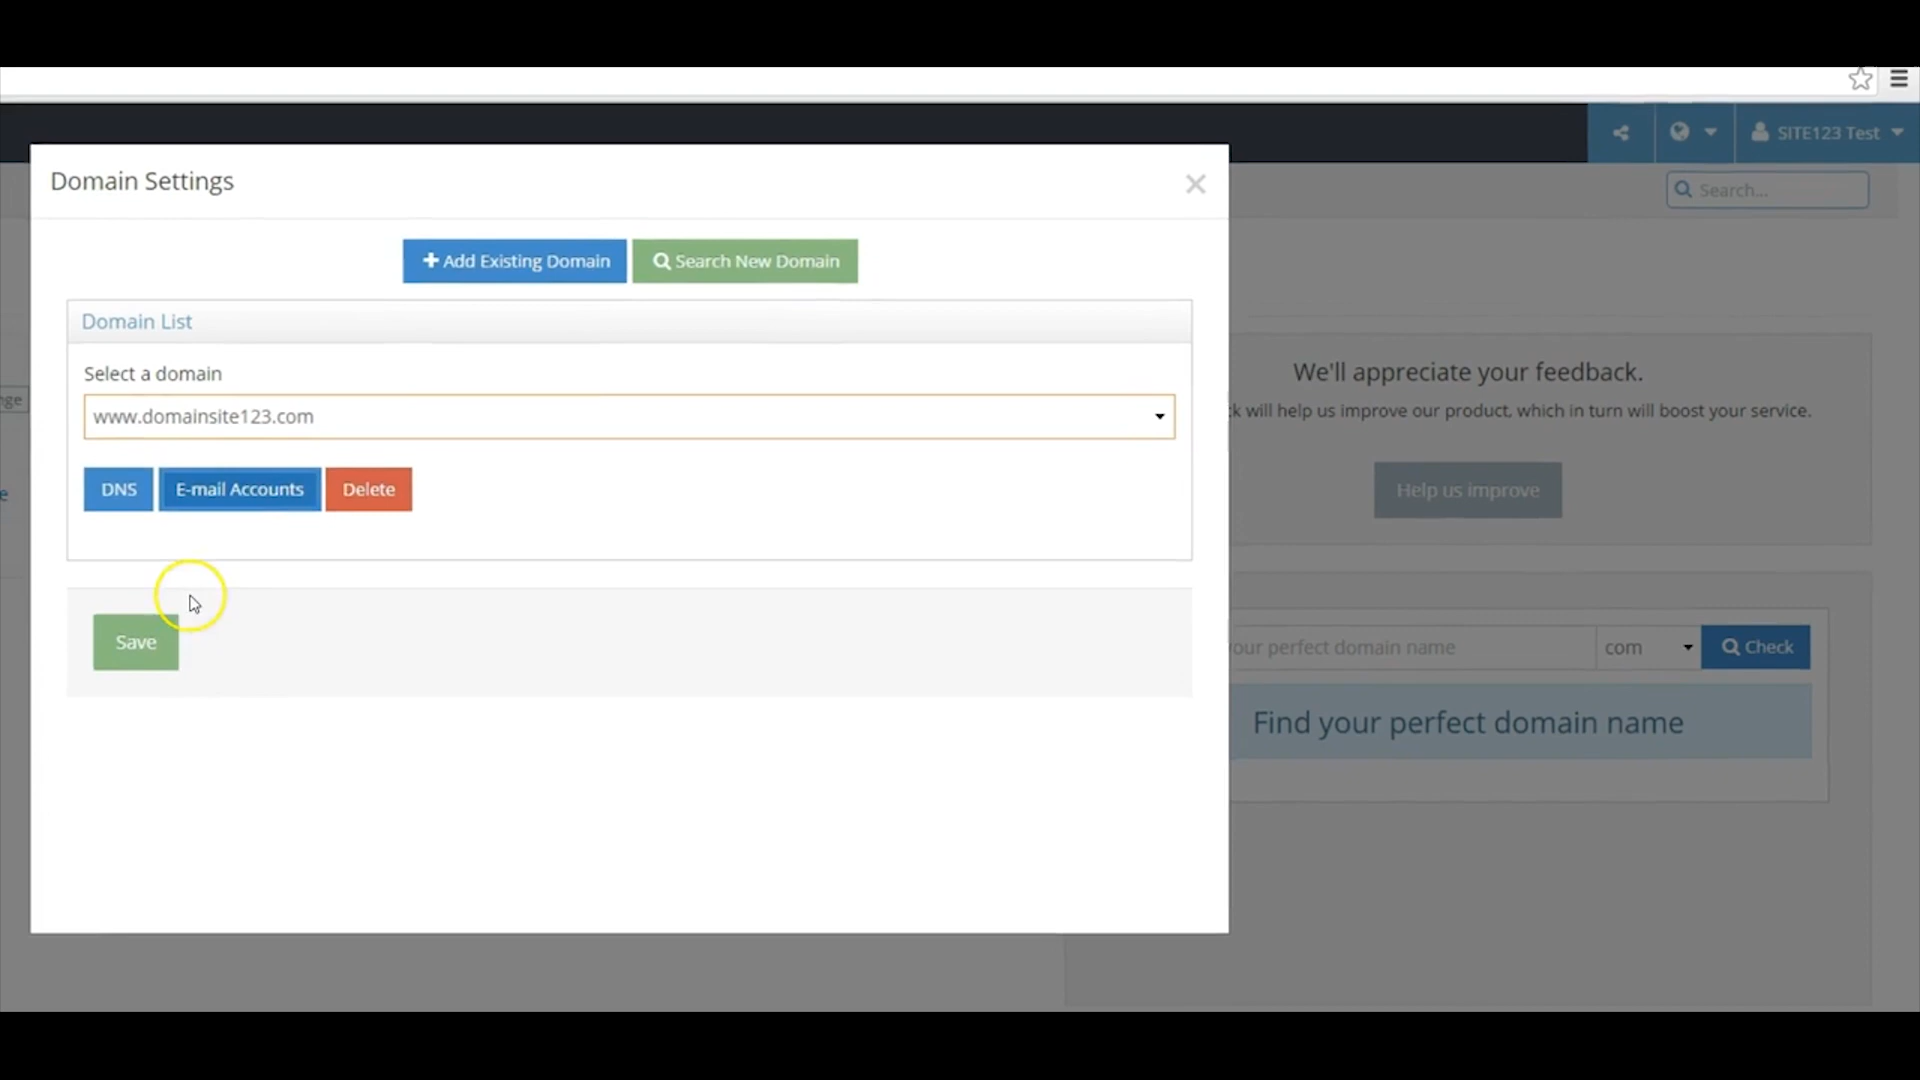 SITE123 Test
Domain Settings
Search...
Add Existing Domain
Search New Domain
Domain List
Select a domain
www.domainsite123.com
We'll appreciate your feedback.
will help us improve our product, which in turn will boost your service.
DNS
E-mail Accounts
Delete
Help us improve
Save
your perfect domain name
com
Check
Find your perfect domain name